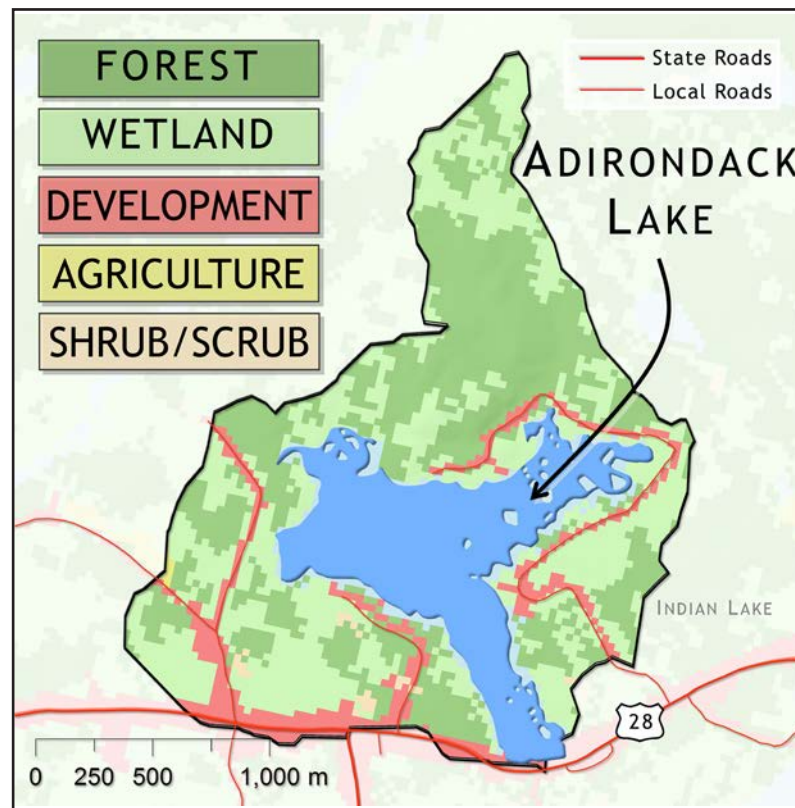 FOREST
WETLAND
DEVELOPMENT
AGRICULTURE
SHRUB/SCRUB
State Roads
Local Roads
ADIRONDACK
LAKE
INDIAN LAKE
28
0 250 500 1,000 m